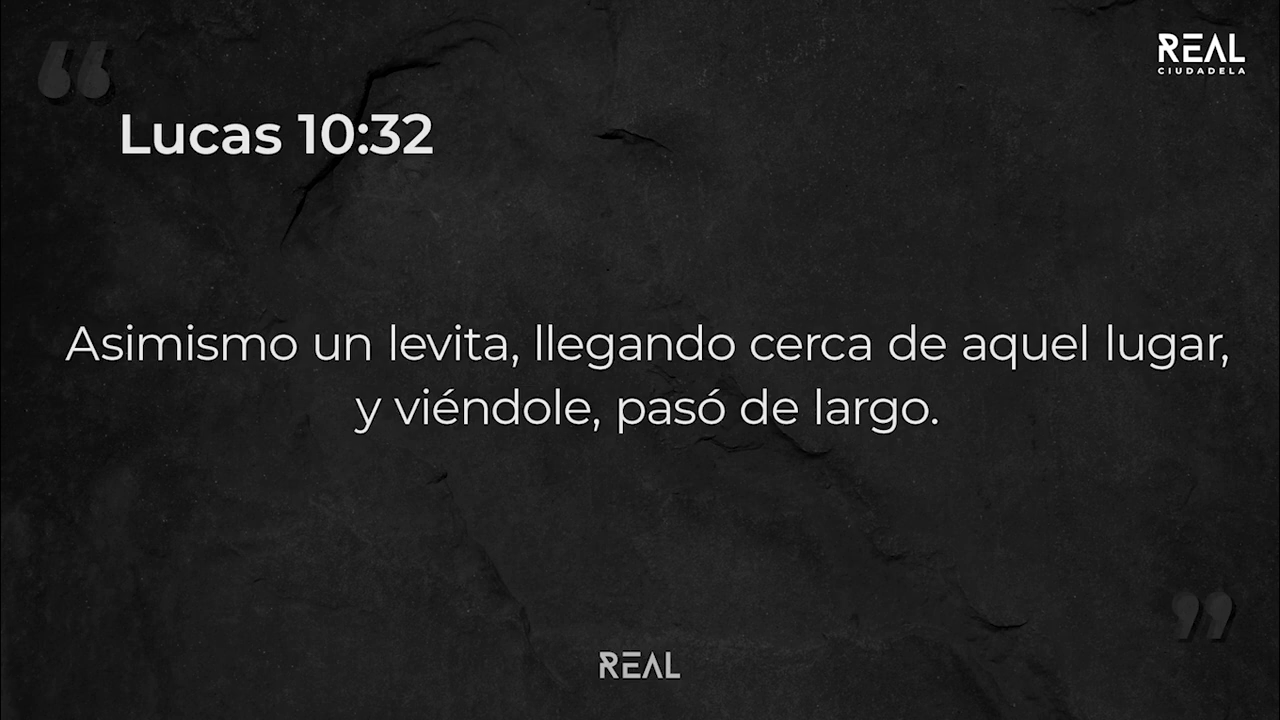 REAL
CIUDADELA
Lucas 10:32
Asimismo un levita, llegando cerca de aquel lugar,
y viéndole, pasó de largo.
REAL